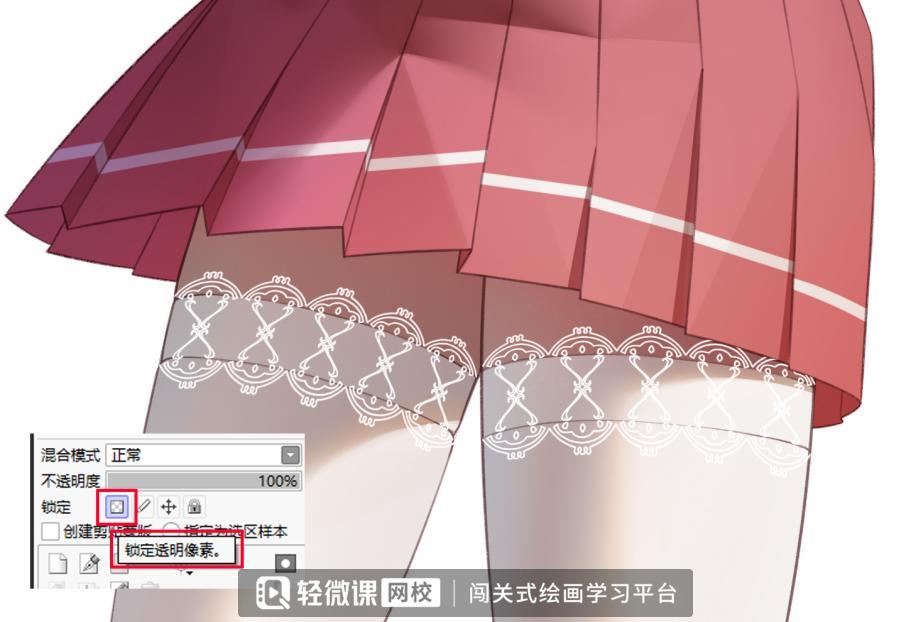 混合模式 正常
不透明度 100%
锁定
创建剪贴蒙版 指定为选区样本
锁定透明像素。
轻微课 网校 闯关式绘画学习平台